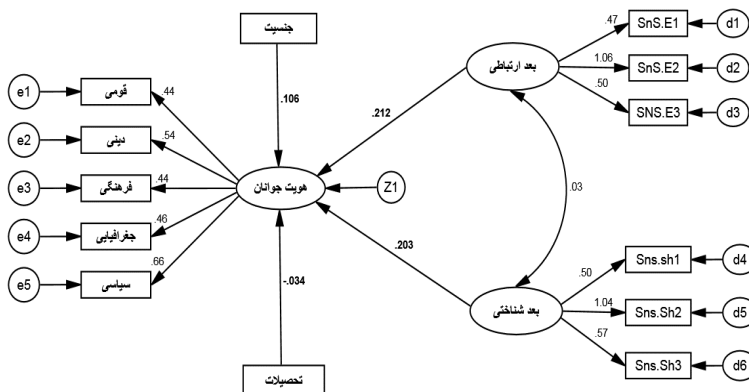 جنسیت
SnS.E1
d1
.47
بعد ارتباطی
1.06
SnS.E2
d2
.50
SNS.E3
d3
e1
قومی
.44
.106
.212
e2
دینی
.54
e3
فرهنگی
.44
هویت جوانان
Z1
.03
e4
جغرافیایی
.46
.203
e5
سیاسی
.66
-.034
Sns.sh1
d4
.50
بعد شناختی
1.04
Sns.Sh2
d5
.57
Sns.Sh3
d6
تحصیلات